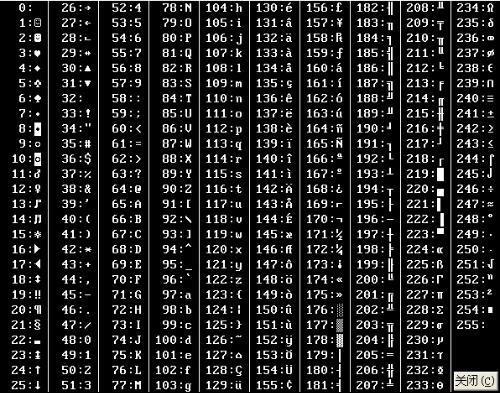 0: 26:→ 52:4 78:N 104:h 130:é 156:£ 182:╢ 208:╨ 234:Ω
1:☺ 27:← 53:5 79:O 105:i 131:â 157:¥ 183:╖ 209:╤ 235:δ
2:☻ 28:∟ 54:6 80:P 106:j 132:ä 158:₧ 184:╕ 210:╥ 236:∞
3:♥ 29:↔ 55:7 81:Q 107:k 133:à 159:ƒ 185:╣ 211:╙ 237:φ
4:♦ 30:▲ 56:8 82:R 108:l 134:å 160:á 186:║ 212:╘ 238:ε
5:♣ 31:▼ 57:9 83:S 109:m 135:ç 161:í 187:╗ 213:╒ 239:∩
6:♠ 32: 58:: 84:T 110:n 136:ê 162:ó 188:╝ 214:╓ 240:≡
7:• 33:! 59:; 85:U 111:o 137:ë 163:ú 189:╜ 215:╫ 241:±
8:◘ 34:" 60:< 86:V 112:p 138:è 164:ñ 190:╛ 216:╪ 242:≥
9:○ 35:# 61:= 87:W 113:q 139:ï 165:Ñ 191:┐ 217:┘ 243:≤
10:◙ 36:$ 62:> 88:X 114:r 140:î 166:ª 192:└ 218:┌ 244:⌠
11:♂ 37:% 63:? 89:Y 115:s 141:ì 167:º 193:┴ 219:█ 245:⌡
12:♀ 38:& 64:@ 90:Z 116:t 142:Ä 168:¿ 194:┬ 220:▄ 246:÷
13:♪ 39:' 65:A 91:[ 117:u 143:Å 169:⌐ 195:├ 221:▌ 247:≈
14:♫ 40:( 66:B 92:\ 118:v 144:É 170:¬ 196:─ 222:▐ 248:°
15:☼ 41:) 67:C 93:] 119:w 145:æ 171:½ 197:┼ 223:▀ 249:∙
16:► 42:* 68:D 94:^ 120:x 146:Æ 172:¼ 198:╞ 224:α 250:·
17:◄ 43:+ 69:E 95:_ 121:y 147:ô 173:¡ 199:╟ 225:ß 251:√
18:↕ 44:, 70:F 96:` 122:z 148:ö 174:« 200:╚ 226:Γ 252:ⁿ
19:‼ 45:- 71:G 97:a 123:{ 149:ò 175:» 201:╔ 227:π 253:²
20:¶ 46:. 72:H 98:b 124:| 150:û 176:░ 202:╩ 228:Σ 254:■
21:§ 47:/ 73:I 99:c 125:} 151:ù 177:▒ 203:╦ 229:σ 255:
22:▬ 48:0 74:J 100:d 126:~ 152:ÿ 178:▓ 204:╠ 230:µ
23:↨ 49:1 75:K 101:e 127:⌂ 153:Ö 179:│ 205:═ 231:τ
24:↑ 50:2 76:L 102:f 128:Ç 154:Ü 180:┤ 206:╬ 232:Φ
25:↓ 51:3 77:M 103:g 129:ü 155:¢ 181:╡ 207:╧ 233:Θ
关闭(C)